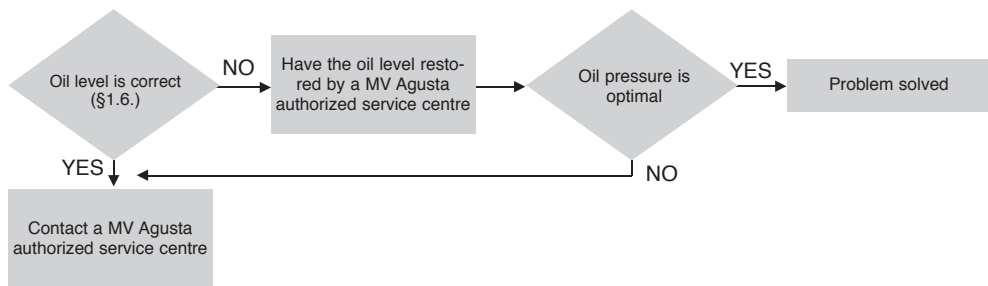 Oil level is correct
(§1.6.)
NO
Have the oil level resto-
red by a MV Agusta
authorized service centre
Oil pressure is
optimal
YES
Problem solved
YES
NO
Contact a MV Agusta
authorized service centre